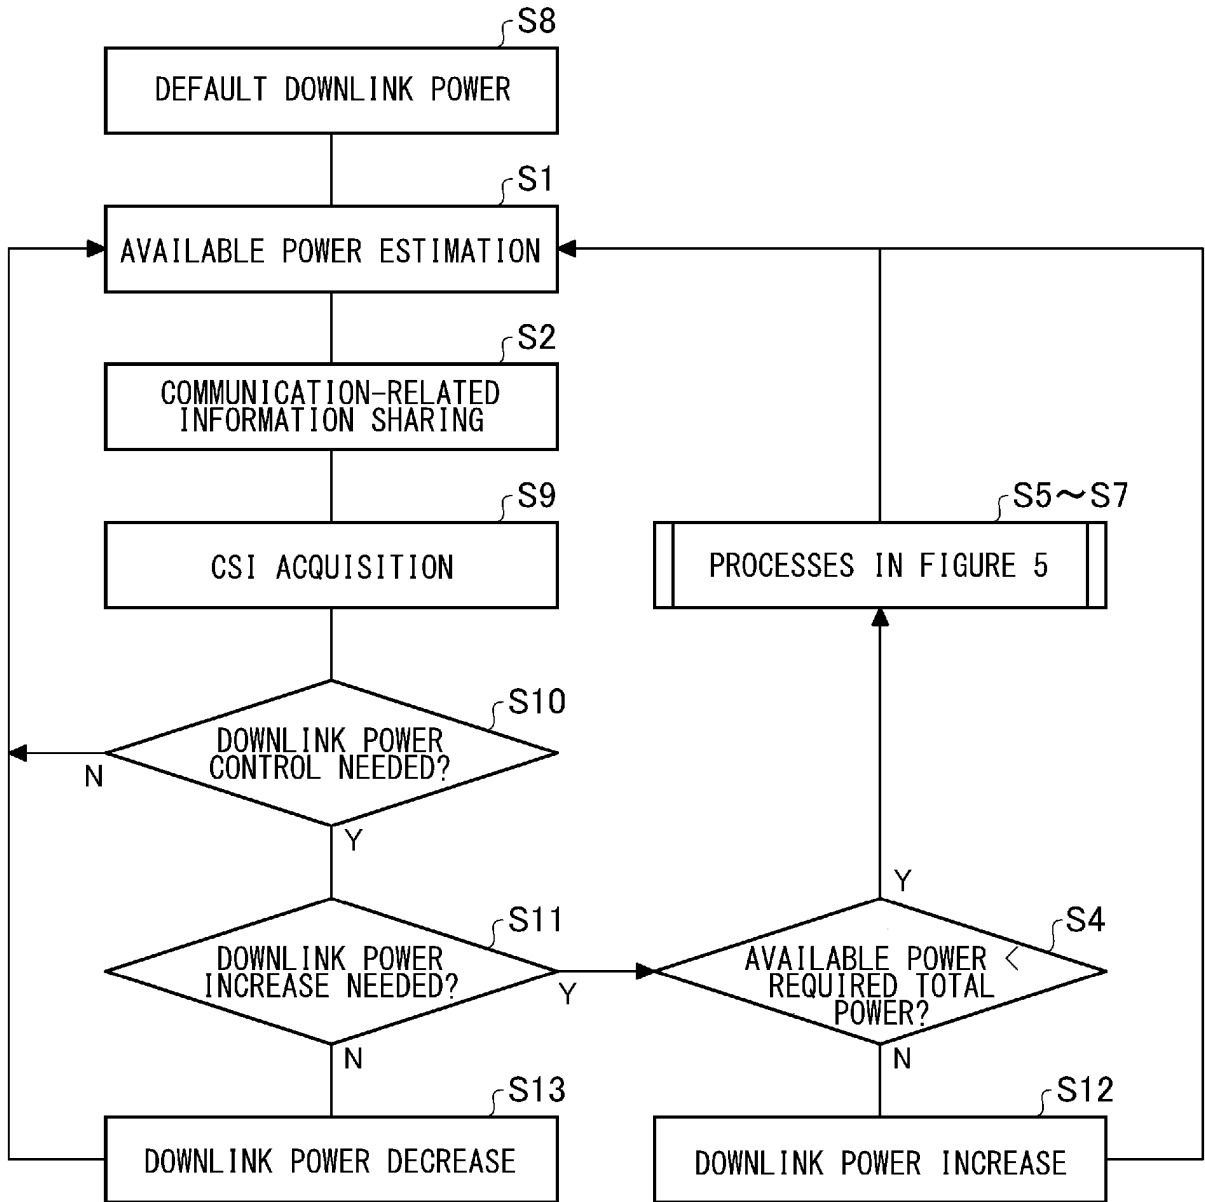 S8
DEFAULT DOWNLINK POWER
S1
AVAILABLE POWER ESTIMATION
S2
COMMUNICATION-RELATED
INFORMATION SHARING
S9
CSI ACQUISITION
S5～S7
PROCESSES IN FIGURE 5
S10
DOWNLINK POWER
CONTROL NEEDED?
N
Y
S11
DOWNLINK POWER
INCREASE NEEDED?
Y
N
Y
S4
AVAILABLE POWER <
REQUIRED TOTAL
POWER?
N
S13
DOWNLINK POWER DECREASE
S12
DOWNLINK POWER INCREASE